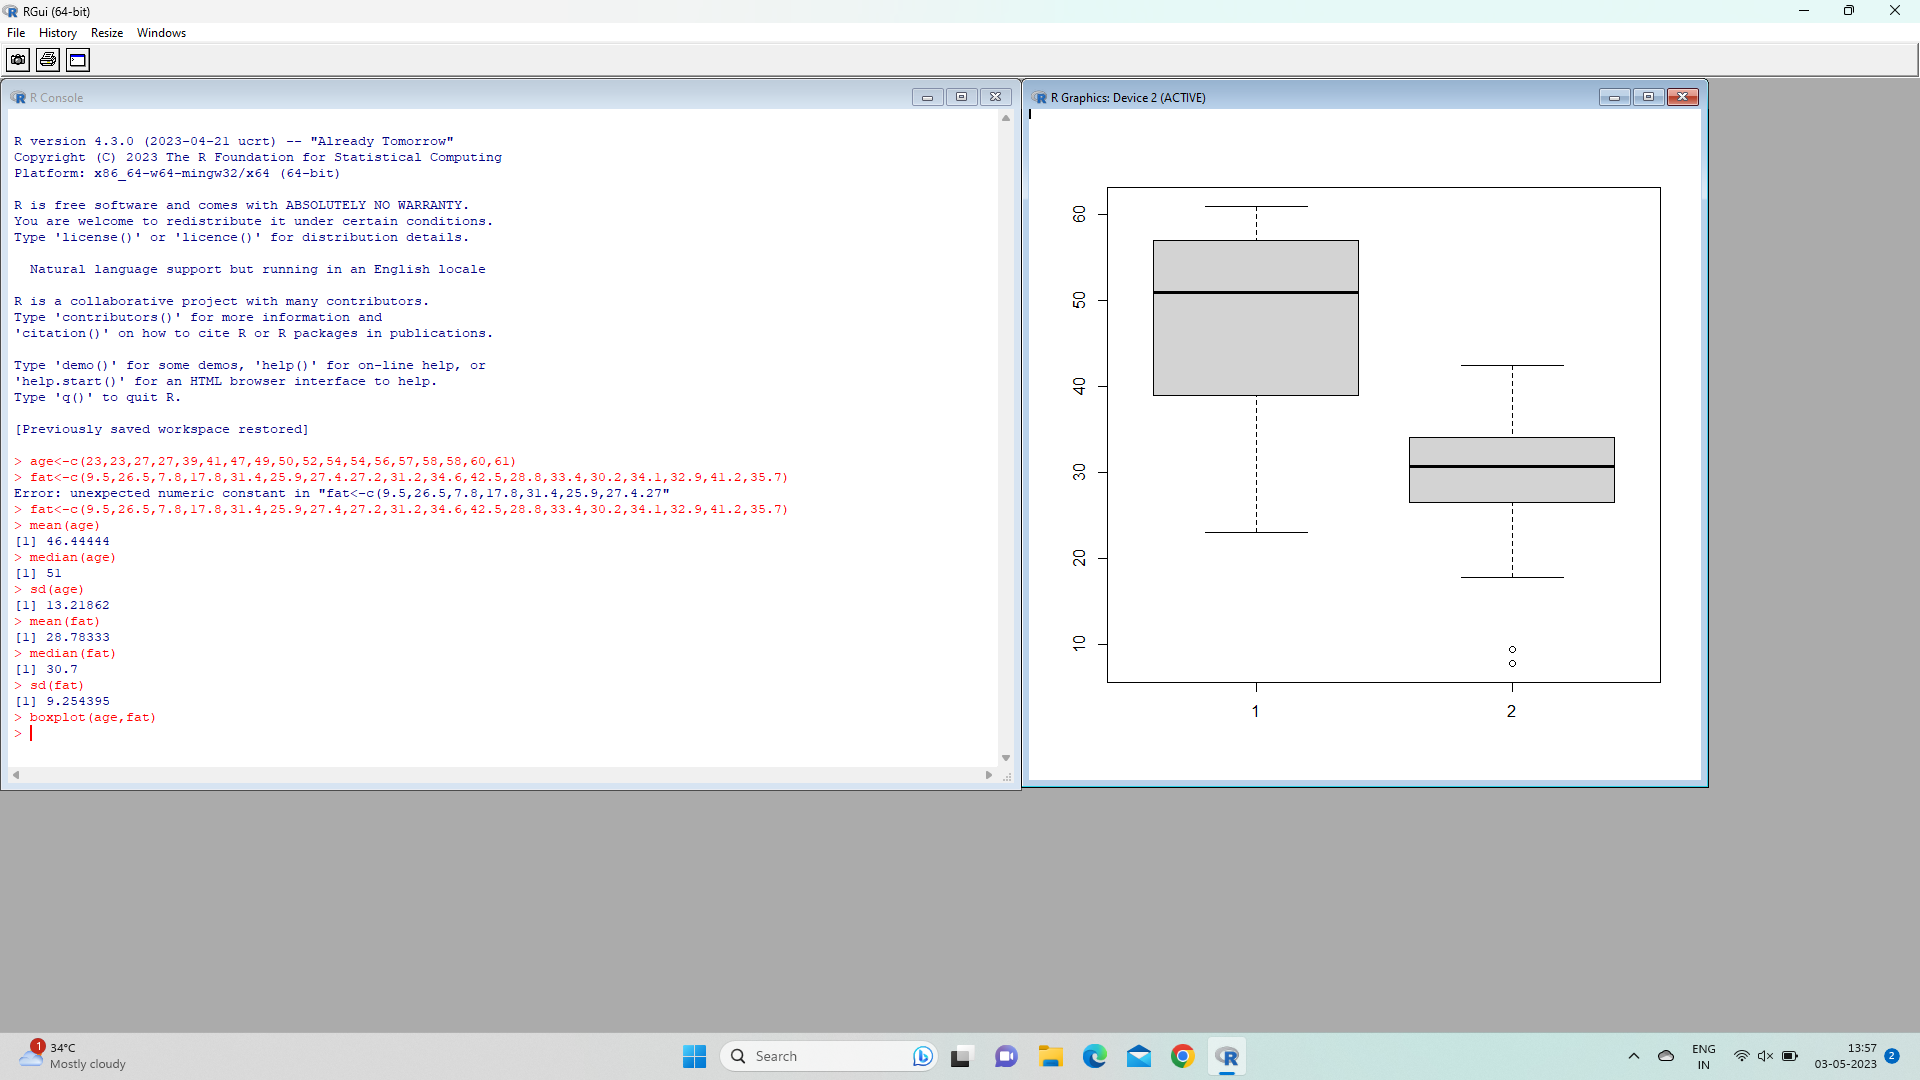 RGui (64-bit)
File History Resize Windows
R Console
R version 4.3.0 (2023-04-21 ucrt) -- "Already Tomorrow"
Copyright (C) 2023 The R Foundation for Statistical Computing
Platform: x86_64-w64-mingw32/x64 (64-bit)
R is free software and comes with ABSOLUTELY NO WARRANTY.
You are welcome to redistribute it under certain conditions.
Type 'license()' or 'licence()' for distribution details.
Natural language support but running in an English locale
R is a collaborative project with many contributors.
Type 'contributors()' for more information and
'citation()' on how to cite R or R packages in publications.
Type 'demo()' for some demos, 'help()' for on-line help, or
'help.start()' for an HTML browser interface to help.
Type 'q()' to quit R.
[Previously saved workspace restored]
> age<-c(23,23,27,27,39,41,47,49,50,52,54,54,56,57,58,58,60,61)
> fat<-c(9.5,26.5,7.8,17.8,31.4,25.9,27.4.27.2,31.2,34.6,42.5,28.8,33.4,30.2,34.1,32.9,41.2,35.7)
Error: unexpected numeric constant in "fat<-c(9.5,26.5,7.8,17.8,31.4,25.9,27.4.27"
> fat<-c(9.5,26.5,7.8,17.8,31.4,25.9,27.4,27.2,31.2,34.6,42.5,28.8,33.4,30.2,34.1,32.9,41.2,35.7)
> mean(age)
[1] 46.44444
> median(age)
[1] 51
> sd(age)
[1] 13.21862
> mean(fat)
[1] 28.78333
> median(fat)
[1] 30.7
> sd(fat)
[1] 9.254395
> boxplot(age,fat)
>
R Graphics: Device 2 (ACTIVE)
60
50
40
30
20
10
1 2
1
34°C
Mostly cloudy
Search
ENG
IN
13:57
03-05-2023
2